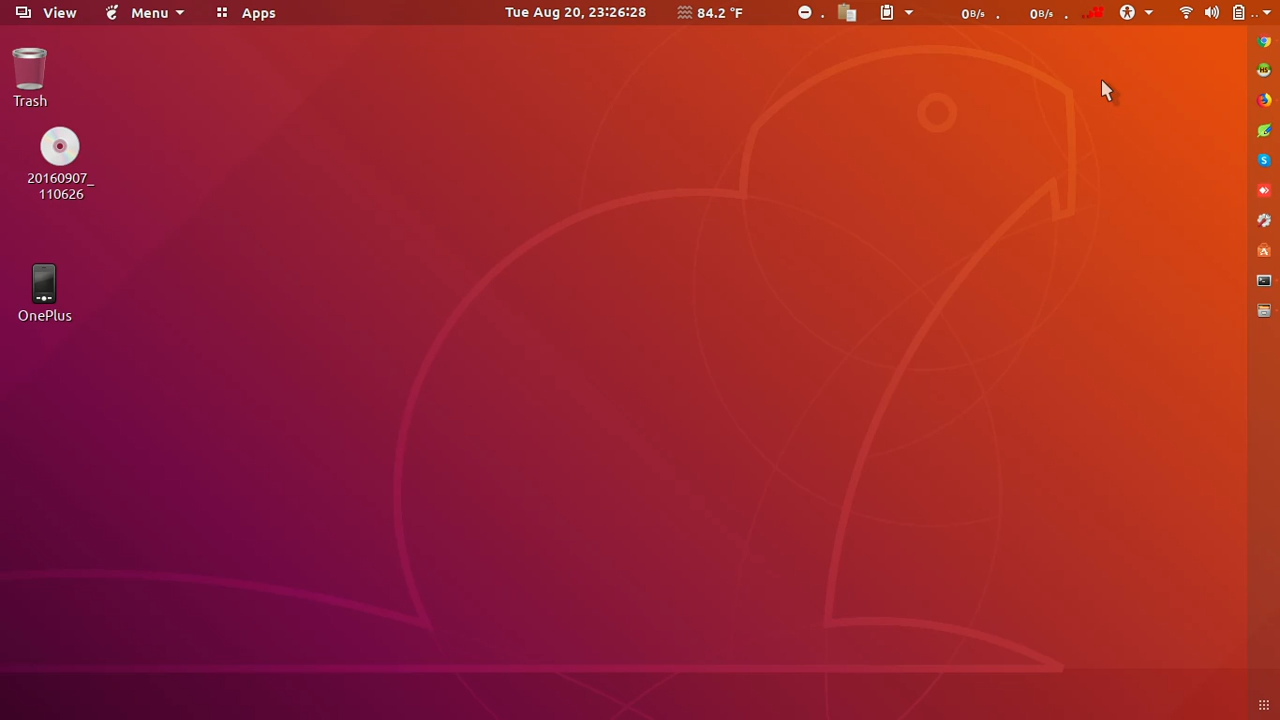 View Menu Apps Tue Aug 20, 23:26:28 84.2 °F 0B/s . 0B/s .
Trash
20160907_
110626
OnePlus